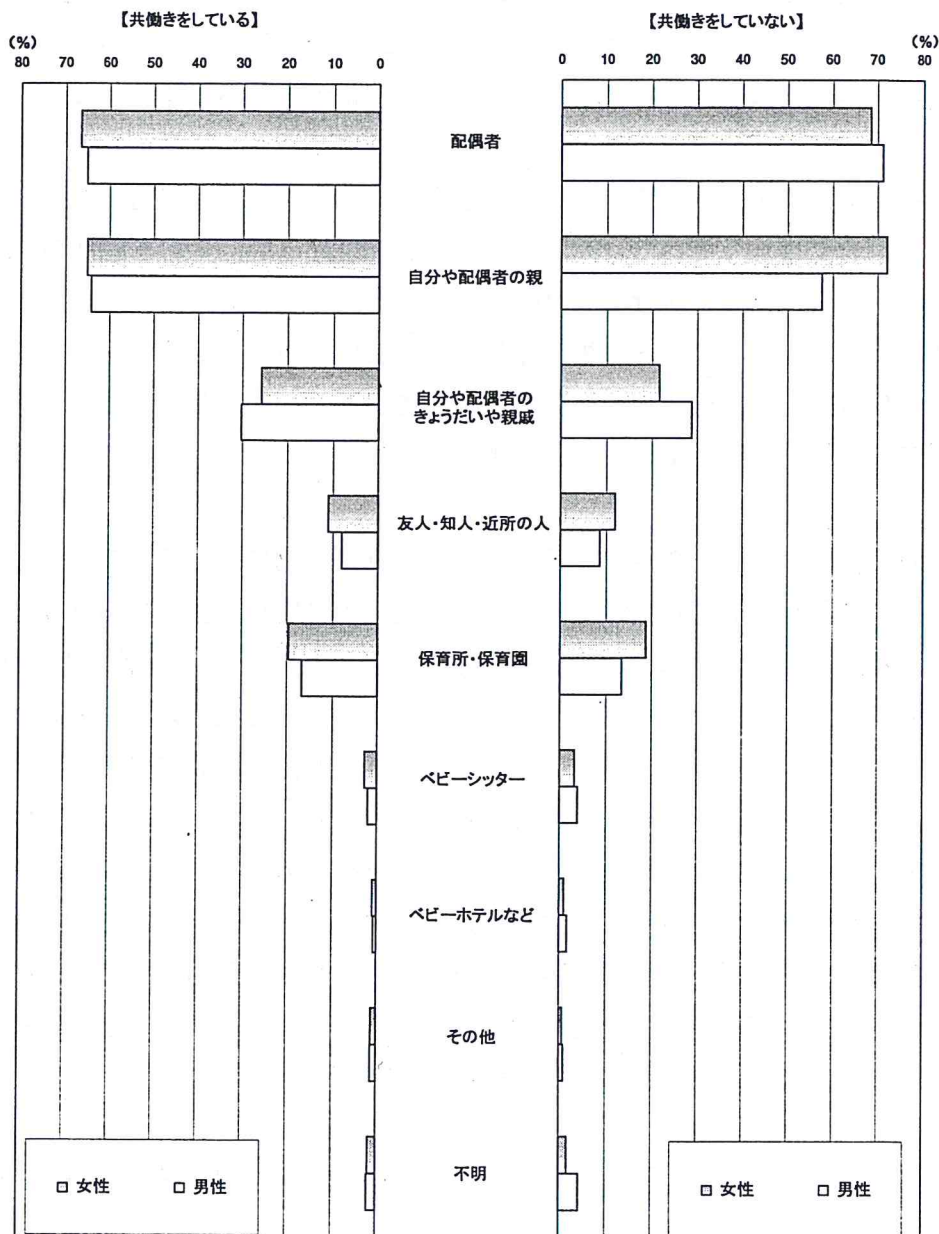 【共働きをしている】
【共働きをしていない】
(%)
80 70 60 50 40 30 20 10 0
0 10 20 30 40 50 60 70 80
(%)
配偶者
自分や配偶者の親
自分や配偶者の
きょうだいや親戚
友人・知人・近所の人
保育所・保育園
ベビーシッター
ベビーホテルなど
その他
不明
女性 男性
女性 男性